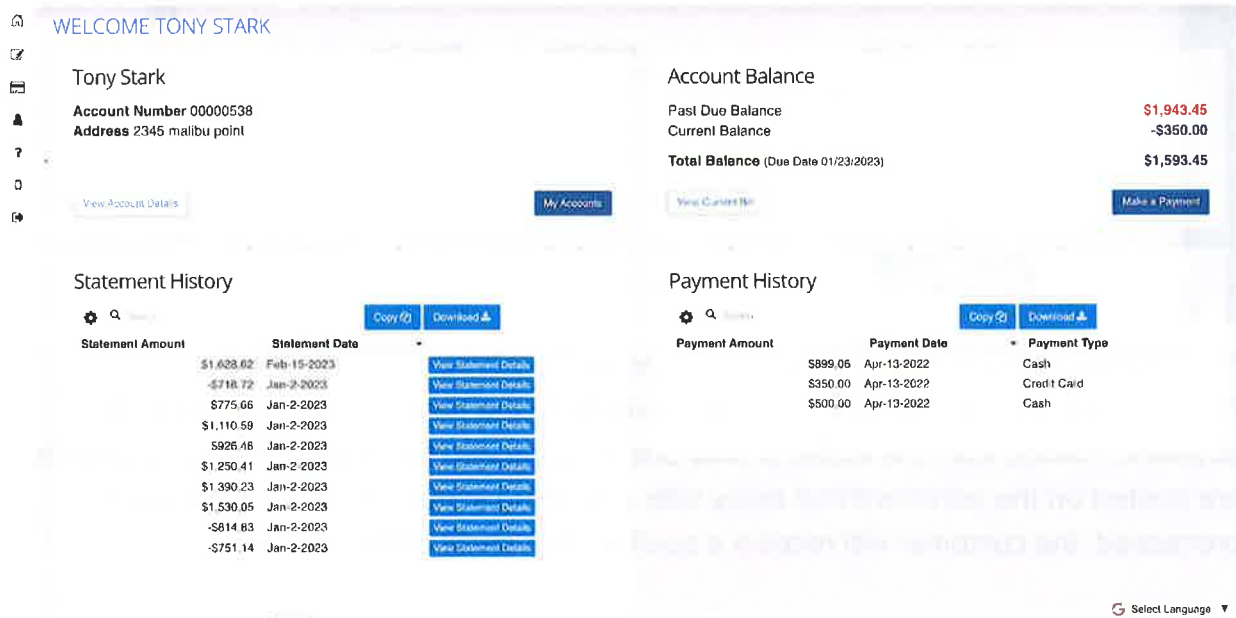 WELCOME TONY STARK
Tony Stark
Account Number 00000538
Address 2345 malibu point
View Account Details
My Accounts
Account Balance
Past Due Balance $1,943.45
Current Balance -$350.00
Total Balance (Due Date 01/23/2023) $1,593.45
View Current Bill
Make a Payment
Statement History
Copy Download
Statement Amount Statement Date
$1,628.62 Feb-15-2023 View Statement Details
-$718.72 Jan-2-2023 View Statement Details
$775.66 Jan-2-2023 View Statement Details
$1,110.59 Jan-2-2023 View Statement Details
$926.46 Jan-2-2023 View Statement Details
$1,250.41 Jan-2-2023 View Statement Details
$1,390.23 Jan-2-2023 View Statement Details
$1,530.05 Jan-2-2023 View Statement Details
-$814.83 Jan-2-2023 View Statement Details
-$751.14 Jan-2-2023 View Statement Details
Payment History
Copy Download
Payment Amount Payment Date Payment Type
$899.06 Apr-13-2022 Cash
$350.00 Apr-13-2022 Credit Card
$500.00 Apr-13-2022 Cash
G Select Language